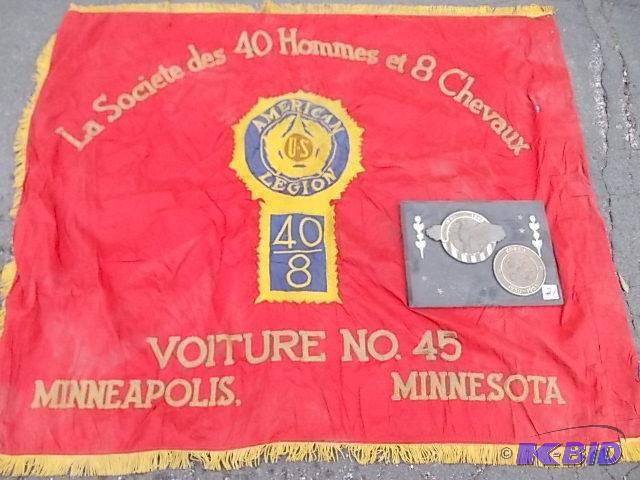 La Societe des 40 Hommes et 8 Chevaux
AMERICAN
U·S
LEGION
40
8
VOITURE NO. 45
MINNEAPOLIS, MINNESOTA
© K-BID